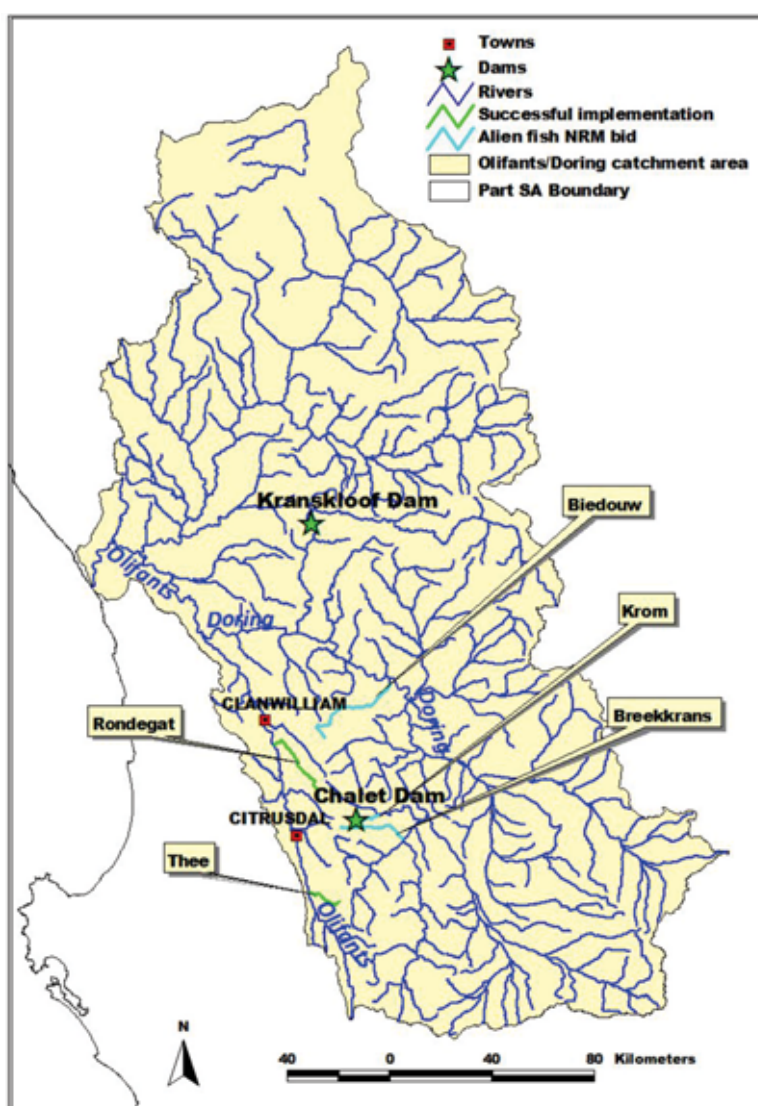 Towns
Dams
Rivers
Successful implementation
Alien fish NRM bid
Olifants/Doring catchment area
Part SA Boundary
Kranskloof Dam
Biedouw
Olifants
Krom
Doring
CLANWILLIAM
Doring
Breekkrans
Rondegat
Chalet Dam
CITRUSDAL
Thee
Olifants
N
40 0 40 80 Kilometers